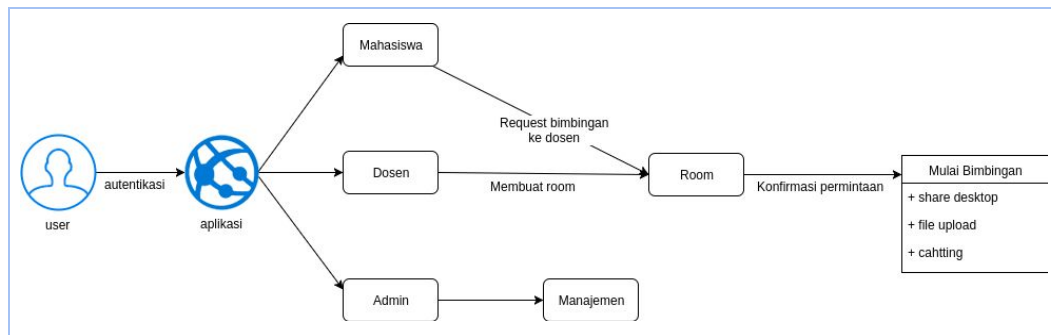 user
autentikasi
aplikasi
Mahasiswa
Request bimbingan
ke dosen
Dosen
Membuat room
Room
Konfirmasi permintaan
Mulai Bimbingan
+ share desktop
+ file upload
+ cahtting
Admin
Manajemen